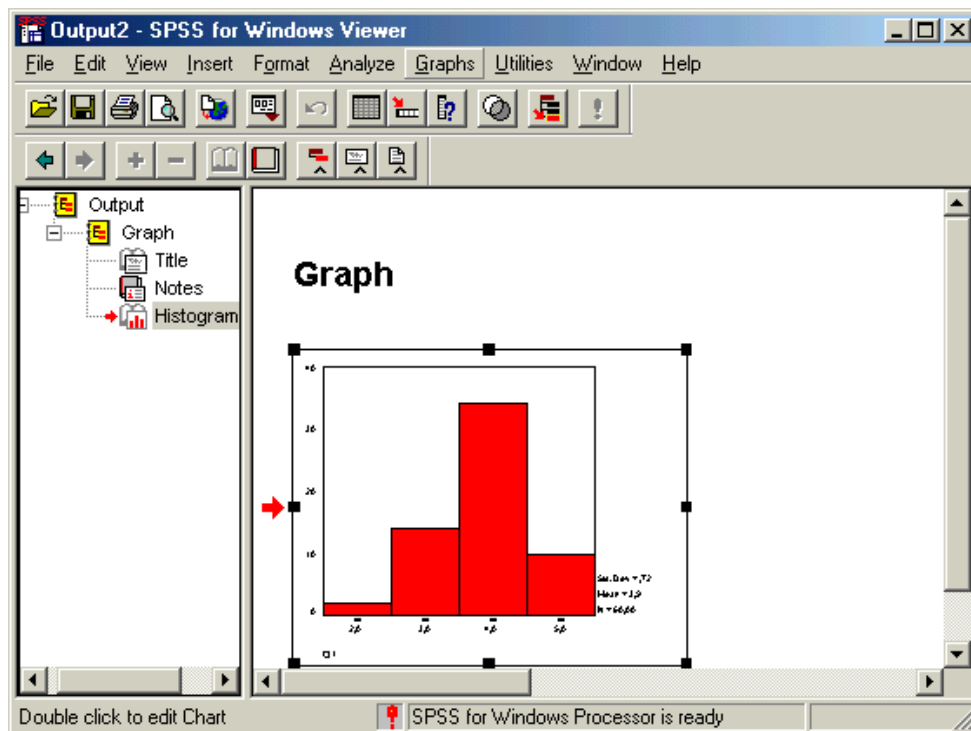 Output2 - SPSS for Windows Viewer
File Edit View Insert Format Analyze Graphs Utilities Window Help
Output
Graph
Title
Notes
Histogram
Graph
Q1
Double click to edit Chart
SPSS for Windows Processor is ready